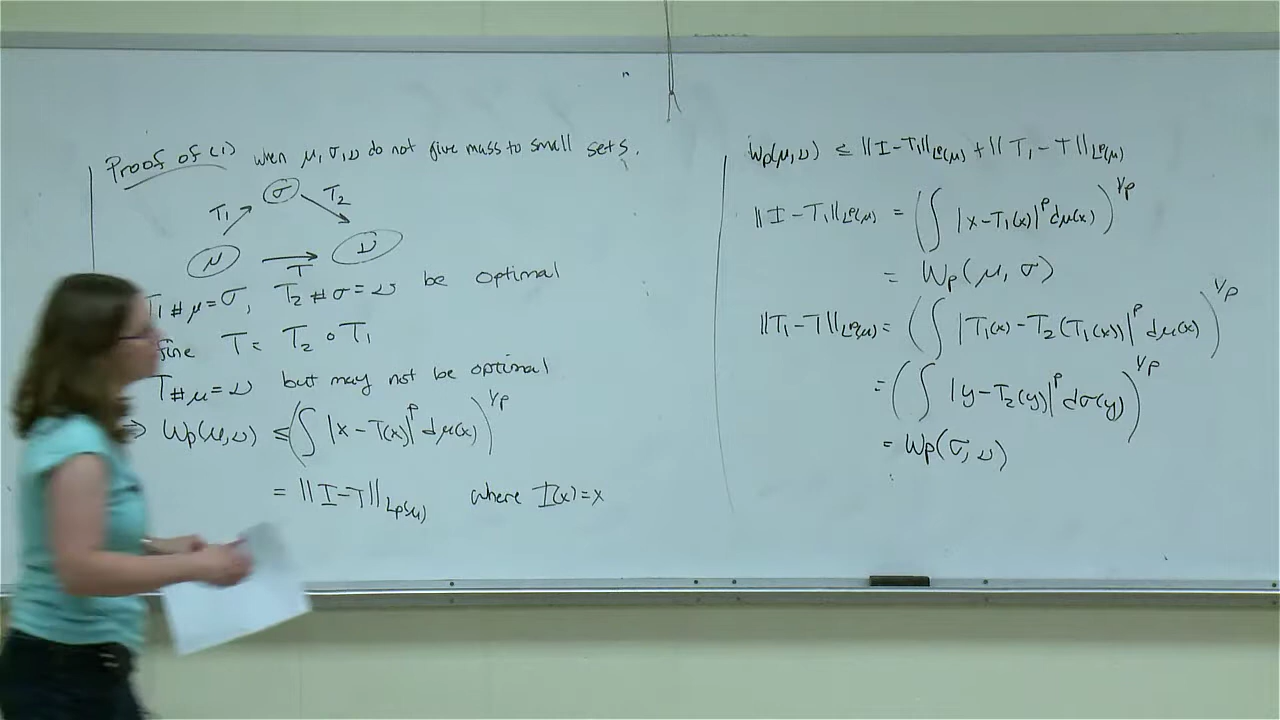 Proof of (1) when μ, σ, ν do not give mass to small sets.
σ
T₁ T₂
μ ν
T
T₁#μ=σ, T₂#σ=ν be optimal
fine T= T₂∘T₁
T#μ=ν but may not be optimal
⇒ Wp(μ,ν) ≤ (∫ |x-T(x)|^p dμ(x))^{1/p}
= ||I-T||_{Lp(μ)} where I(x)=x
Wp(μ,ν) ≤ ||I-T₁||_{Lp(μ)} + ||T₁-T||_{Lp(μ)}
||I-T₁||_{Lp(μ)} = (∫ |x-T₁(x)|^p dμ(x))^{1/p}
= Wp(μ, σ)
||T₁-T||_{Lp(μ)} = (∫ |T₁(x)-T₂(T₁(x))|^p dμ(x))^{1/p}
= (∫ |y-T₂(y)|^p dσ(y))^{1/p}
= Wp(σ, ν)